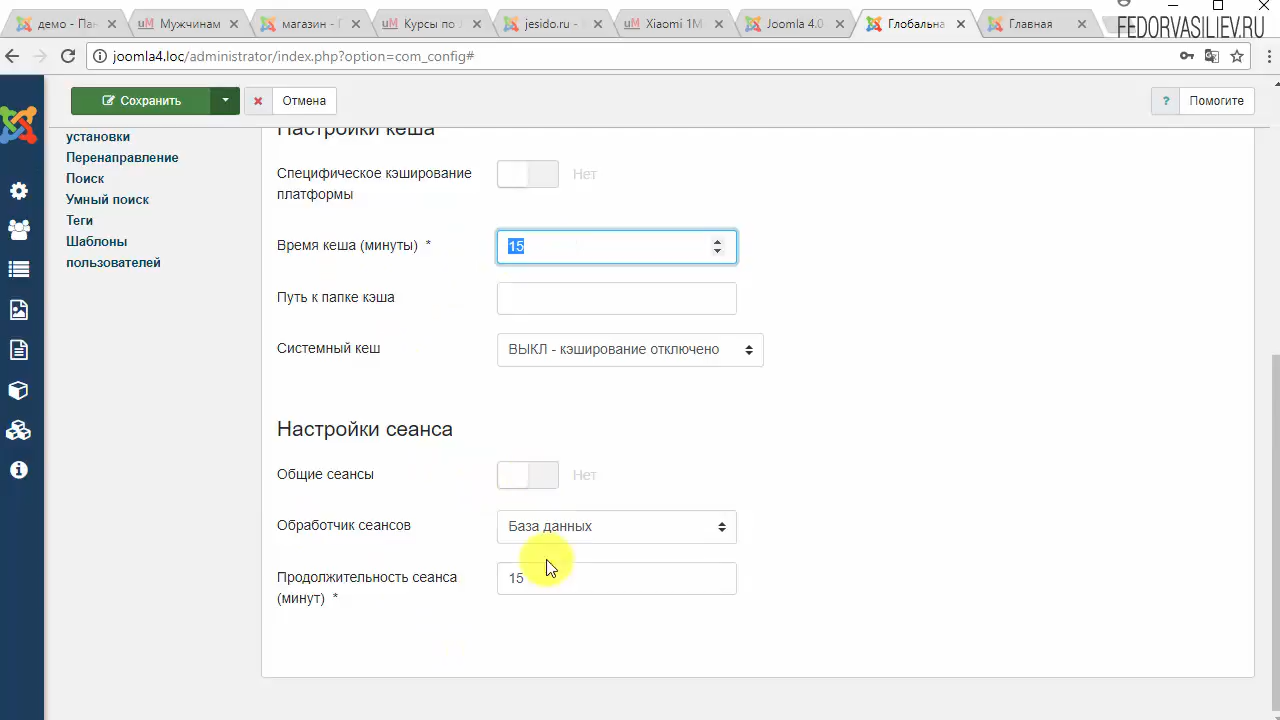 демо - Па
Мужчинам
магазин - Г
Курсы по
jesido.ru -
Xiaomi 1M
Joomla 4.0
Глобальна
Главная
FEDORVASILIEV.RU
joomla4.loc/administrator/index.php?option=com_config#
Сохранить
Отмена
? Помогите
установки
Перенаправление
Поиск
Умный поиск
Теги
Шаблоны
пользователей
Настройки кеша
Специфическое кэширование
платформы
Нет
Время кеша (минуты) *
15
Путь к папке кэша
Системный кеш
ВЫКЛ - кэширование отключено
Настройки сеанса
Общие сеансы
Нет
Обработчик сеансов
База данных
Продолжительность сеанса
(минут) *
15